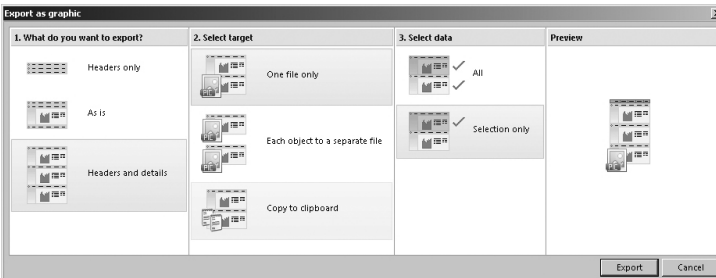 Export as graphic
1. What do you want to export?
Headers only
As is
Headers and details
2. Select target
One file only
Each object to a separate file
Copy to clipboard
3. Select data
All
Selection only
Preview
Export
Cancel